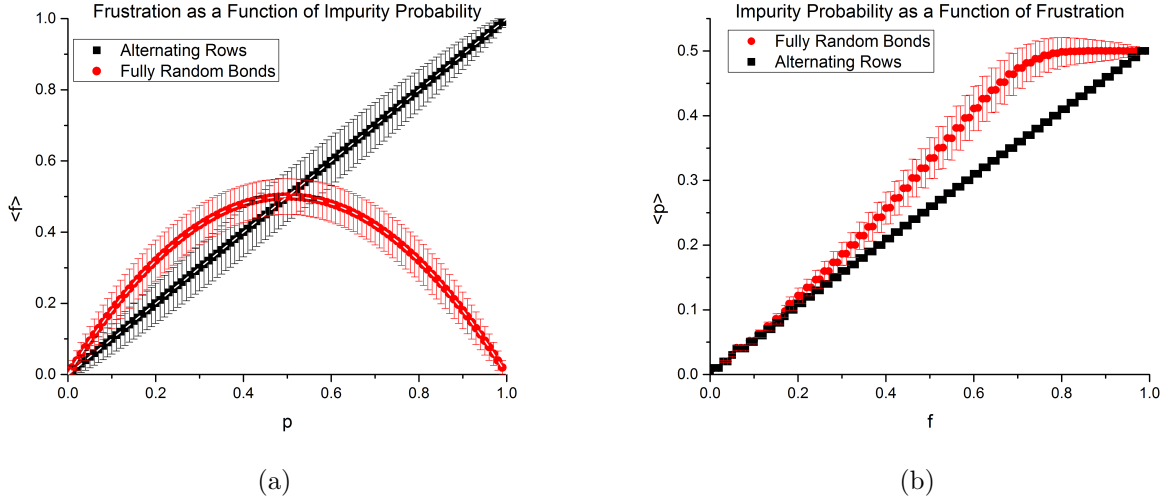 Frustration as a Function of Impurity Probability
Alternating Rows
Fully Random Bonds
<f>
1.0
0.8
0.6
0.4
0.2
0.0
0.0 0.2 0.4 0.6 0.8 1.0
p
(a)
Impurity Probability as a Function of Frustration
Fully Random Bonds
Alternating Rows
<p>
0.5
0.4
0.3
0.2
0.1
0.0
0.0 0.2 0.4 0.6 0.8 1.0
f
(b)